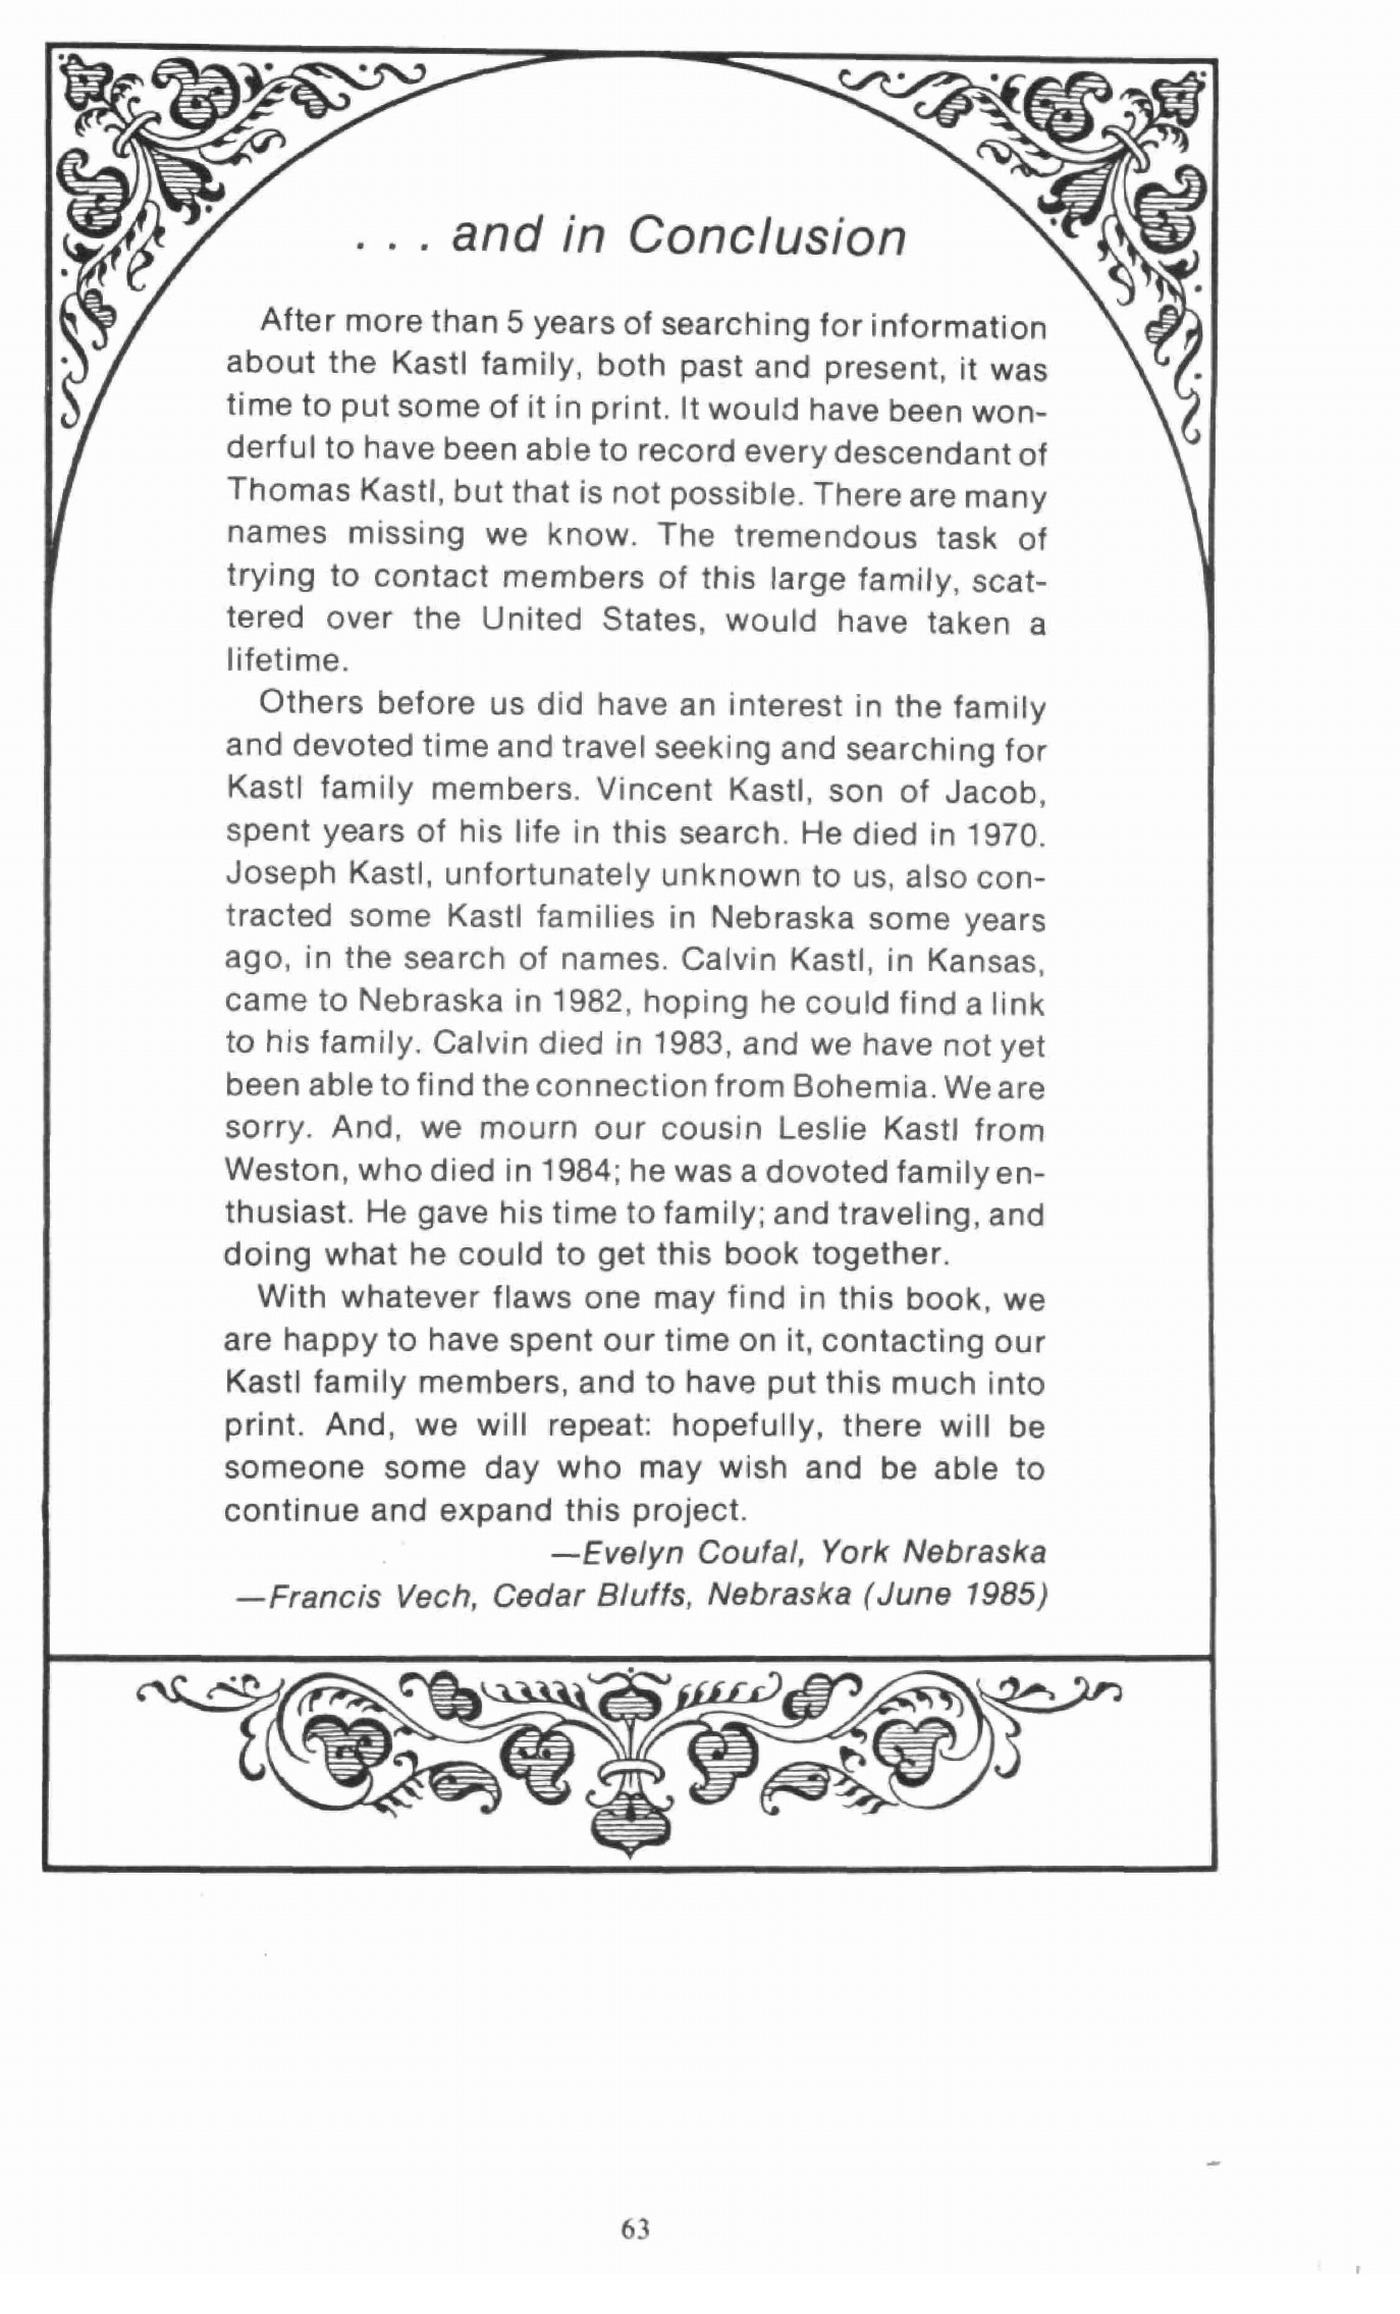 . . . and in Conclusion
After more than 5 years of searching for information
about the Kastl family, both past and present, it was
time to put some of it in print. It would have been won-
derful to have been able to record every descendant of
Thomas Kastl, but that is not possible. There are many
names missing we know. The tremendous task of
trying to contact members of this large family, scat-
tered over the United States, would have taken a
lifetime.
Others before us did have an interest in the family
and devoted time and travel seeking and searching for
Kastl family members. Vincent Kastl, son of Jacob,
spent years of his life in this search. He died in 1970.
Joseph Kastl, unfortunately unknown to us, also con-
tracted some Kastl families in Nebraska some years
ago, in the search of names. Calvin Kastl, in Kansas,
came to Nebraska in 1982, hoping he could find a link
to his family. Calvin died in 1983, and we have not yet
been able to find the connection from Bohemia. We are
sorry. And, we mourn our cousin Leslie Kastl from
Weston, who died in 1984; he was a dovoted family en-
thusiast. He gave his time to family; and traveling, and
doing what he could to get this book together.
With whatever flaws one may find in this book, we
are happy to have spent our time on it, contacting our
Kastl family members, and to have put this much into
print. And, we will repeat: hopefully, there will be
someone some day who may wish and be able to
continue and expand this project.
—Evelyn Coufal, York Nebraska
—Francis Vech, Cedar Bluffs, Nebraska (June 1985)
63